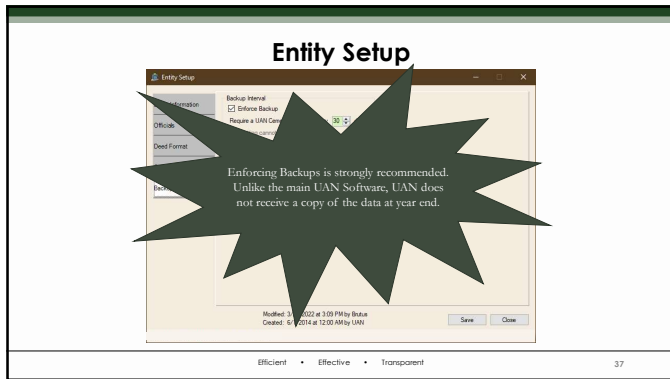 Entity Setup
Entity Setup
Backup Interval
Enforce Backup
Officials
Require a UAN 30
Deed Format
Enforcing Backups is strongly recommended.
Unlike the main UAN Software, UAN does
not receive a copy of the data at year end.
Modified: 2022 at 3:09 PM by Brutus
Created: 2014 at 12:00 AM by UAN
Save Close
Efficient • Effective • Transparent 37